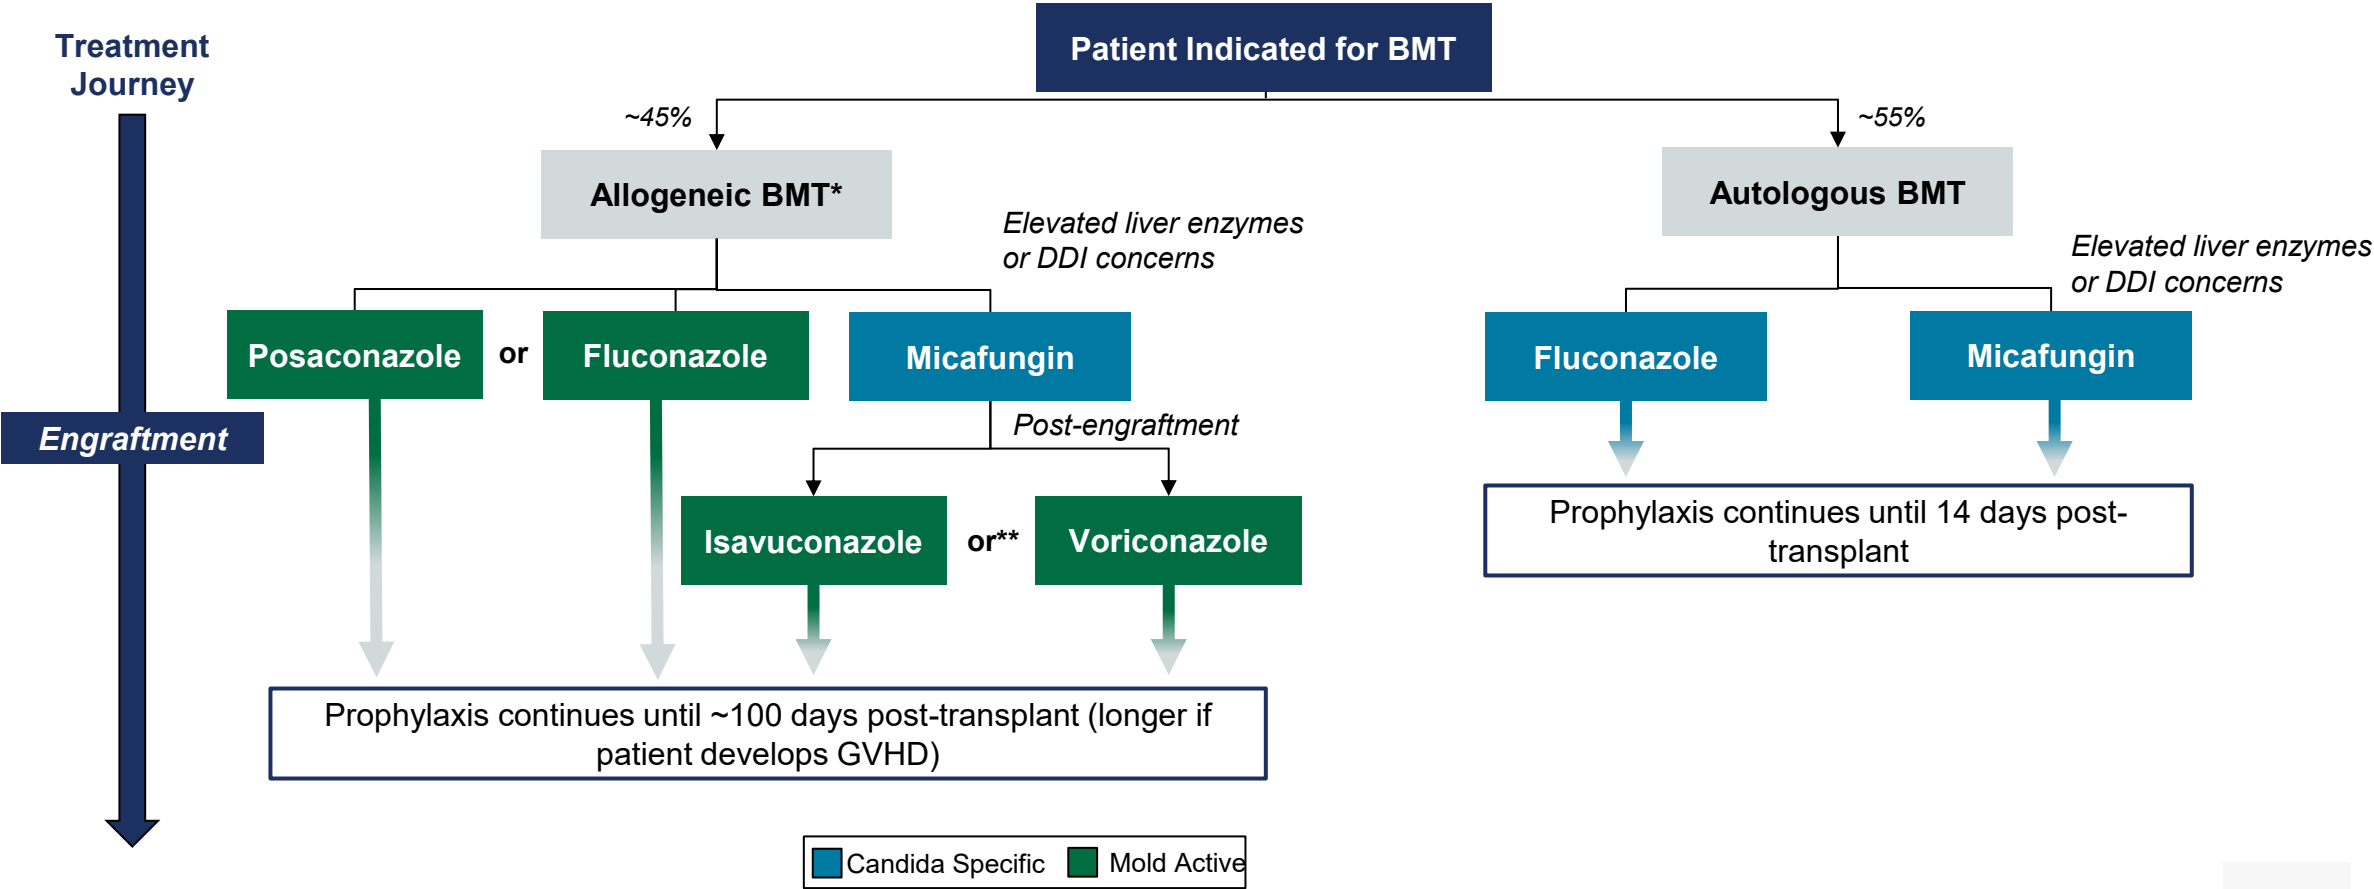 Treatment
Journey
Patient Indicated for BMT
~45%
~55%
Allogeneic BMT*
Autologous BMT
Elevated liver enzymes
or DDI concerns
Elevated liver enzymes
or DDI concerns
Posaconazole
or
Fluconazole
Micafungin
Fluconazole
Micafungin
Engraftment
Post-engraftment
Isavuconazole
or**
Voriconazole
Prophylaxis continues until 14 days post-
transplant
Prophylaxis continues until ~100 days post-transplant (longer if
patient develops GVHD)
Candida Specific
Mold Active